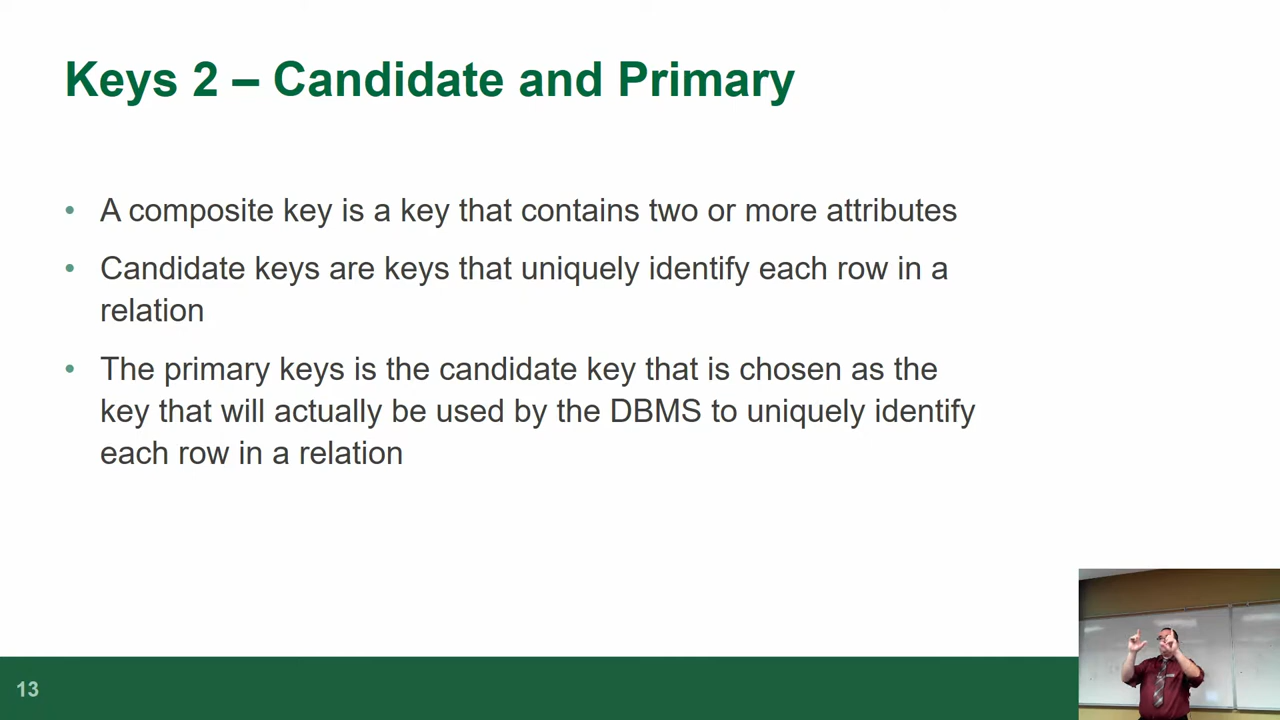 Keys 2 – Candidate and Primary
• A composite key is a key that contains two or more attributes
• Candidate keys are keys that uniquely identify each row in a
relation
• The primary keys is the candidate key that is chosen as the
key that will actually be used by the DBMS to uniquely identify
each row in a relation
13